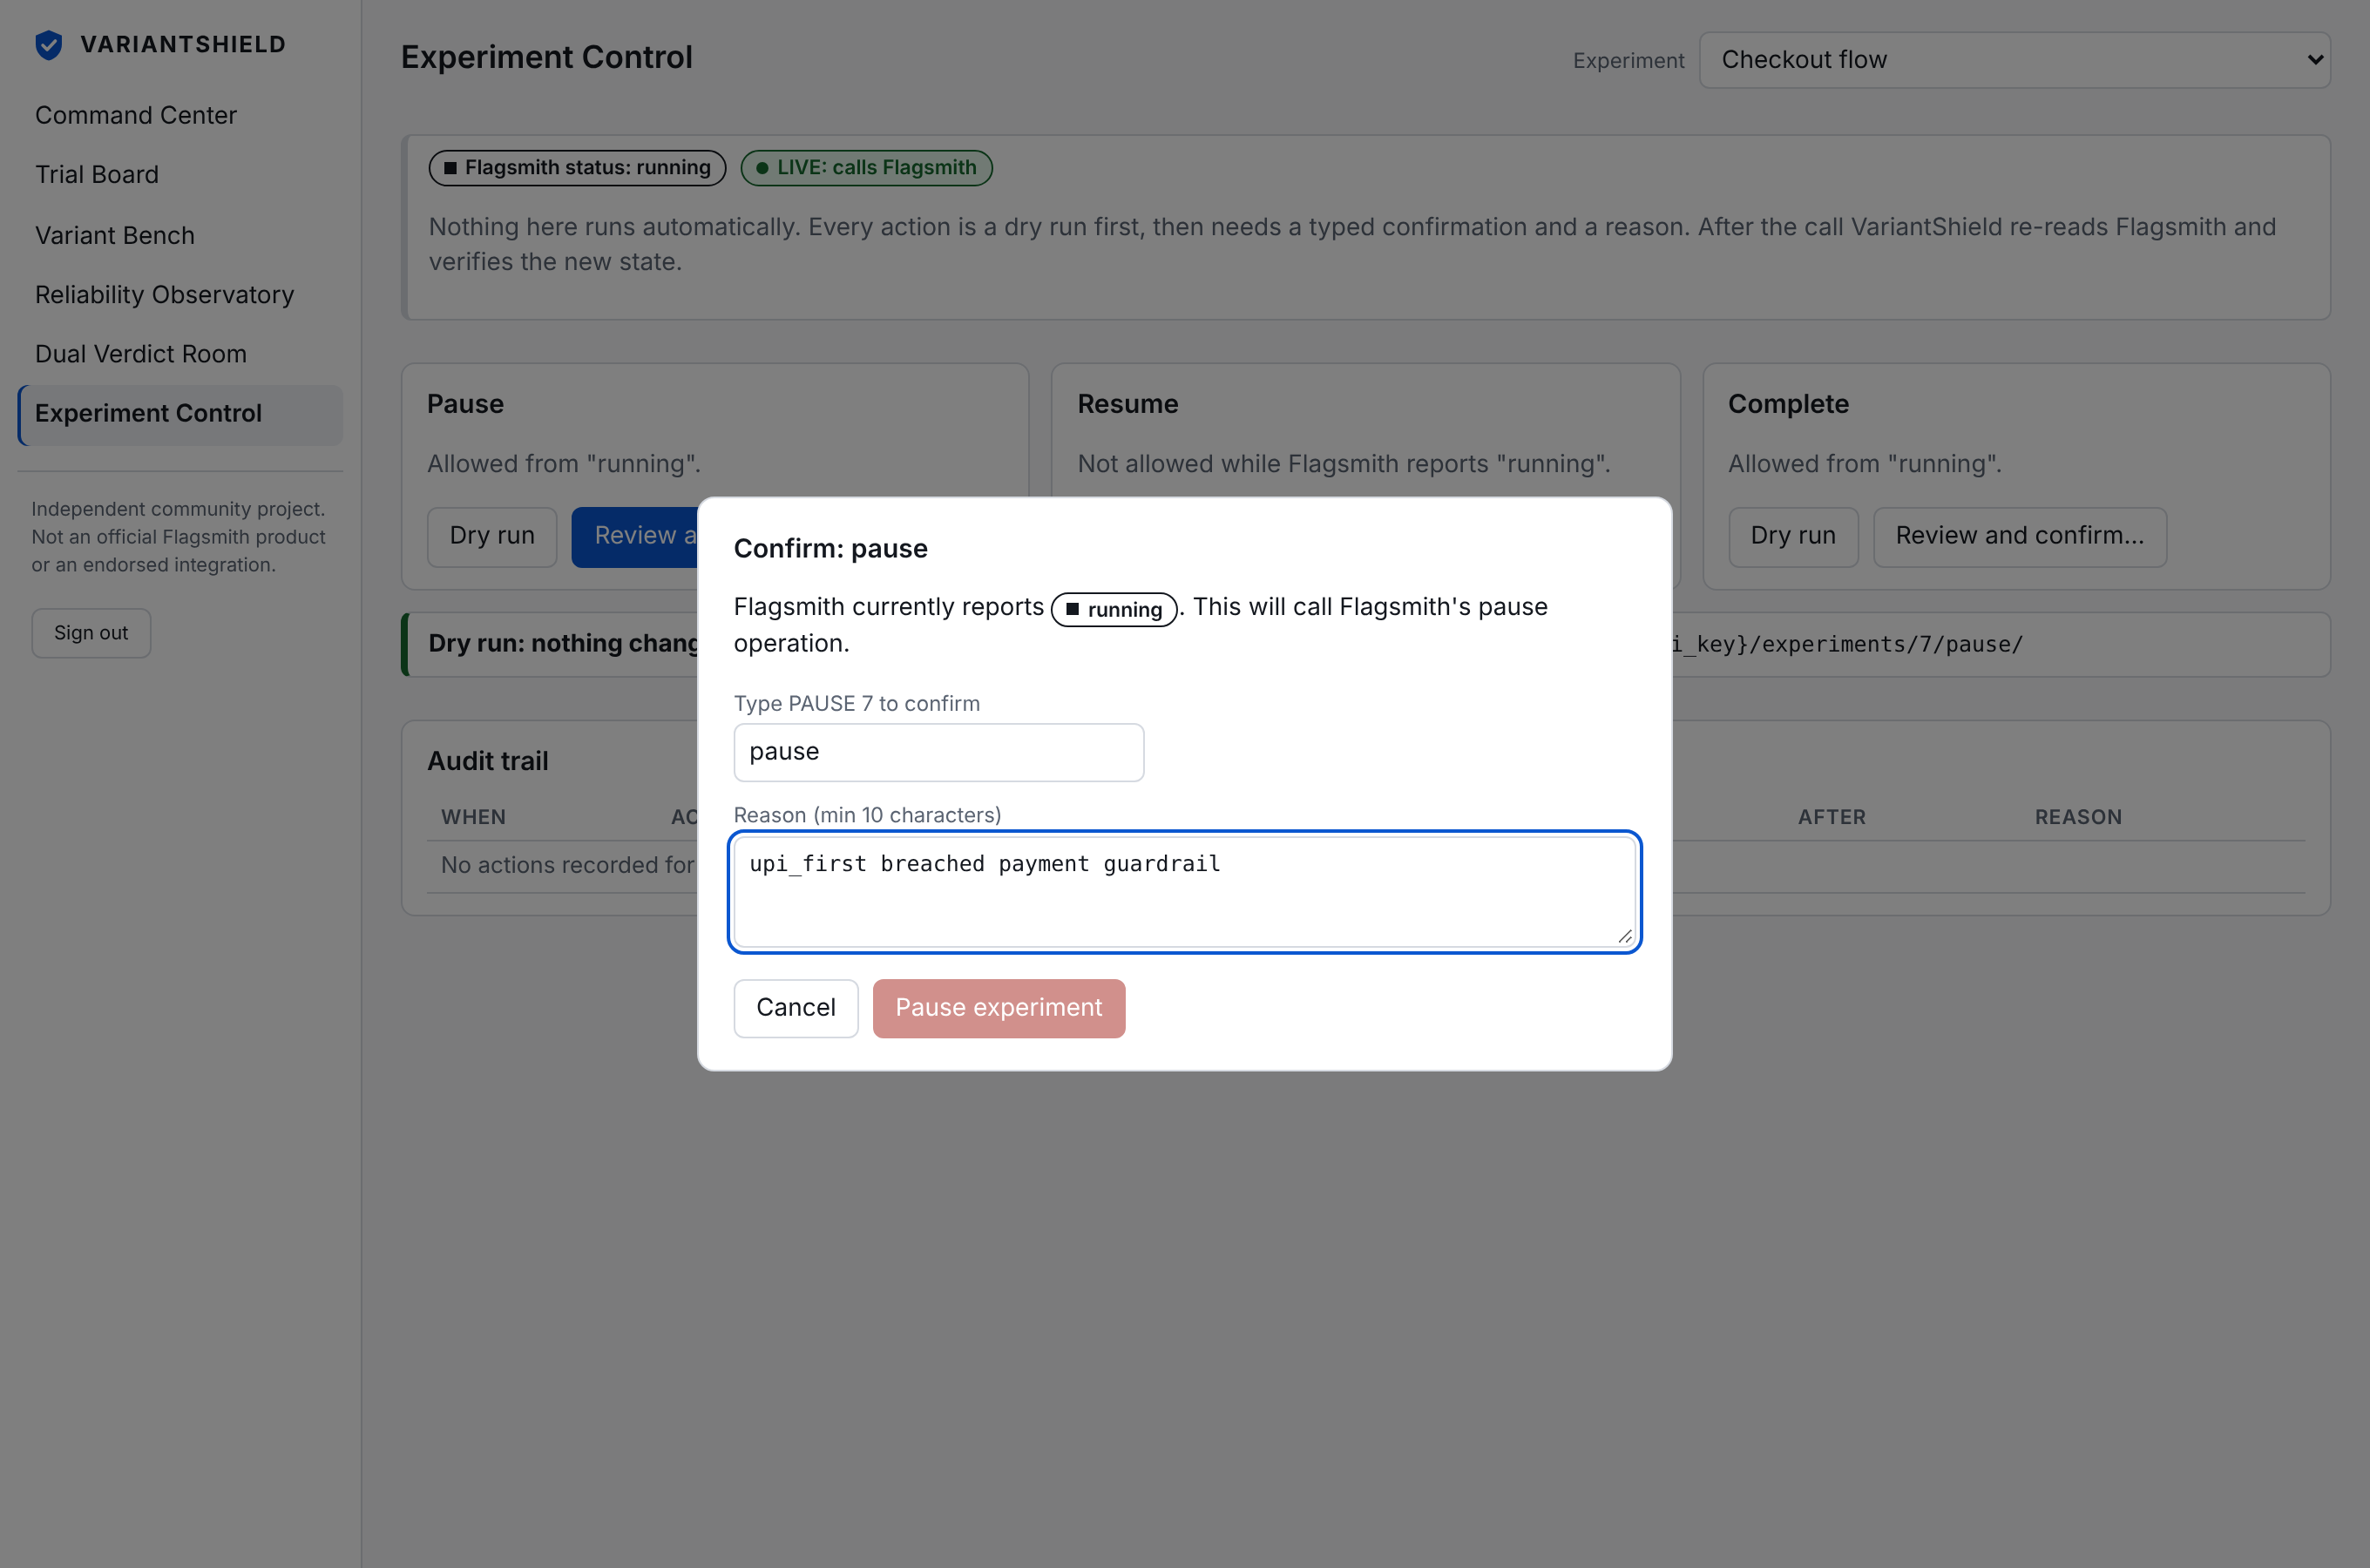 VARIANTSHIELD
Command Center
Trial Board
Variant Bench
Reliability Observatory
Dual Verdict Room
Experiment Control
Independent community project.
Not an official Flagsmith product
or an endorsed integration.
Sign out
Experiment Control
Experiment
Checkout flow
Flagsmith status: running
LIVE: calls Flagsmith
Nothing here runs automatically. Every action is a dry run first, then needs a typed confirmation and a reason. After the call VariantShield re-reads Flagsmith and
verifies the new state.
Pause
Allowed from "running".
Dry run
Review a
Resume
Not allowed while Flagsmith reports "running".
Complete
Allowed from "running".
Dry run
Review and confirm...
Dry run: nothing chang
i_key}/experiments/7/pause/
Audit trail
WHEN
AC
AFTER
REASON
No actions recorded for
Confirm: pause
Flagsmith currently reports running. This will call Flagsmith's pause
operation.
Type PAUSE 7 to confirm
pause
Reason (min 10 characters)
upi_first breached payment guardrail
Cancel
Pause experiment